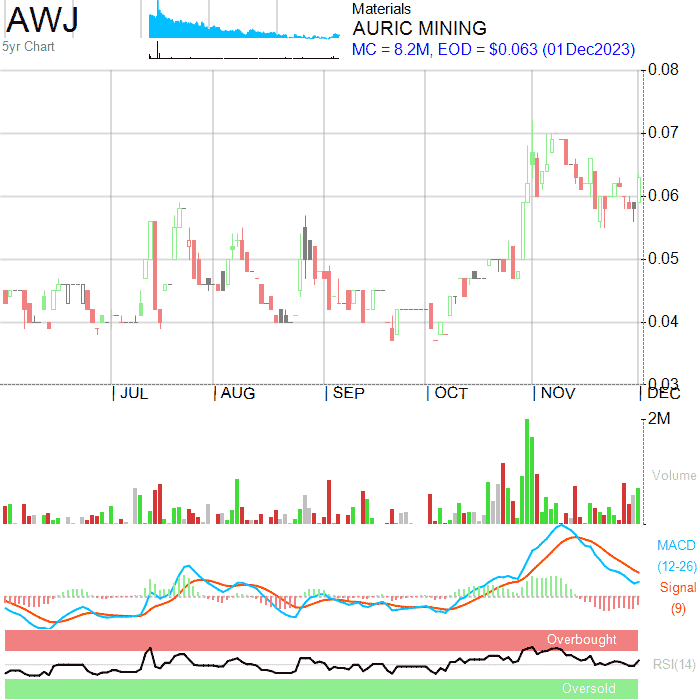 AWJ
5yr Chart
Materials
AURIC MINING
MC = 8.2M, EOD = $0.063 (01Dec2023)
0.08
0.07
0.06
0.05
0.04
0.03
JUL AUG SEP OCT NOV DEC
2M
Volume
MACD
(12-26)
Signal
(9)
Overbought
RSI(14)
Oversold